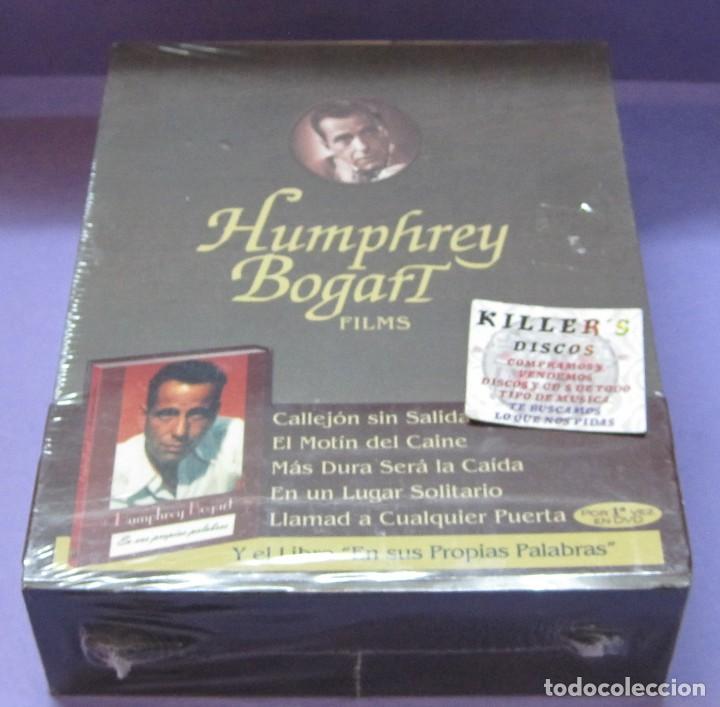 Humphrey
Bogart
FILMS
KILLER'S
DISCOS
COMPRAMOS Y
VENDEMOS
DISCOS Y CD'S DE TODO
TIPO DE MUSICA
TE BUSCAMOS
LO QUE NOS PIDAS
Callejón sin Salida
El Motín del Caine
Más Dura Será la Caída
En un Lugar Solitario
Llamad a Cualquier Puerta
POR 1ª VEZ
EN DVD
Humphrey Bogart
En sus propias palabras
Y el Libro "En sus Propias Palabras"
todocoleccion.net